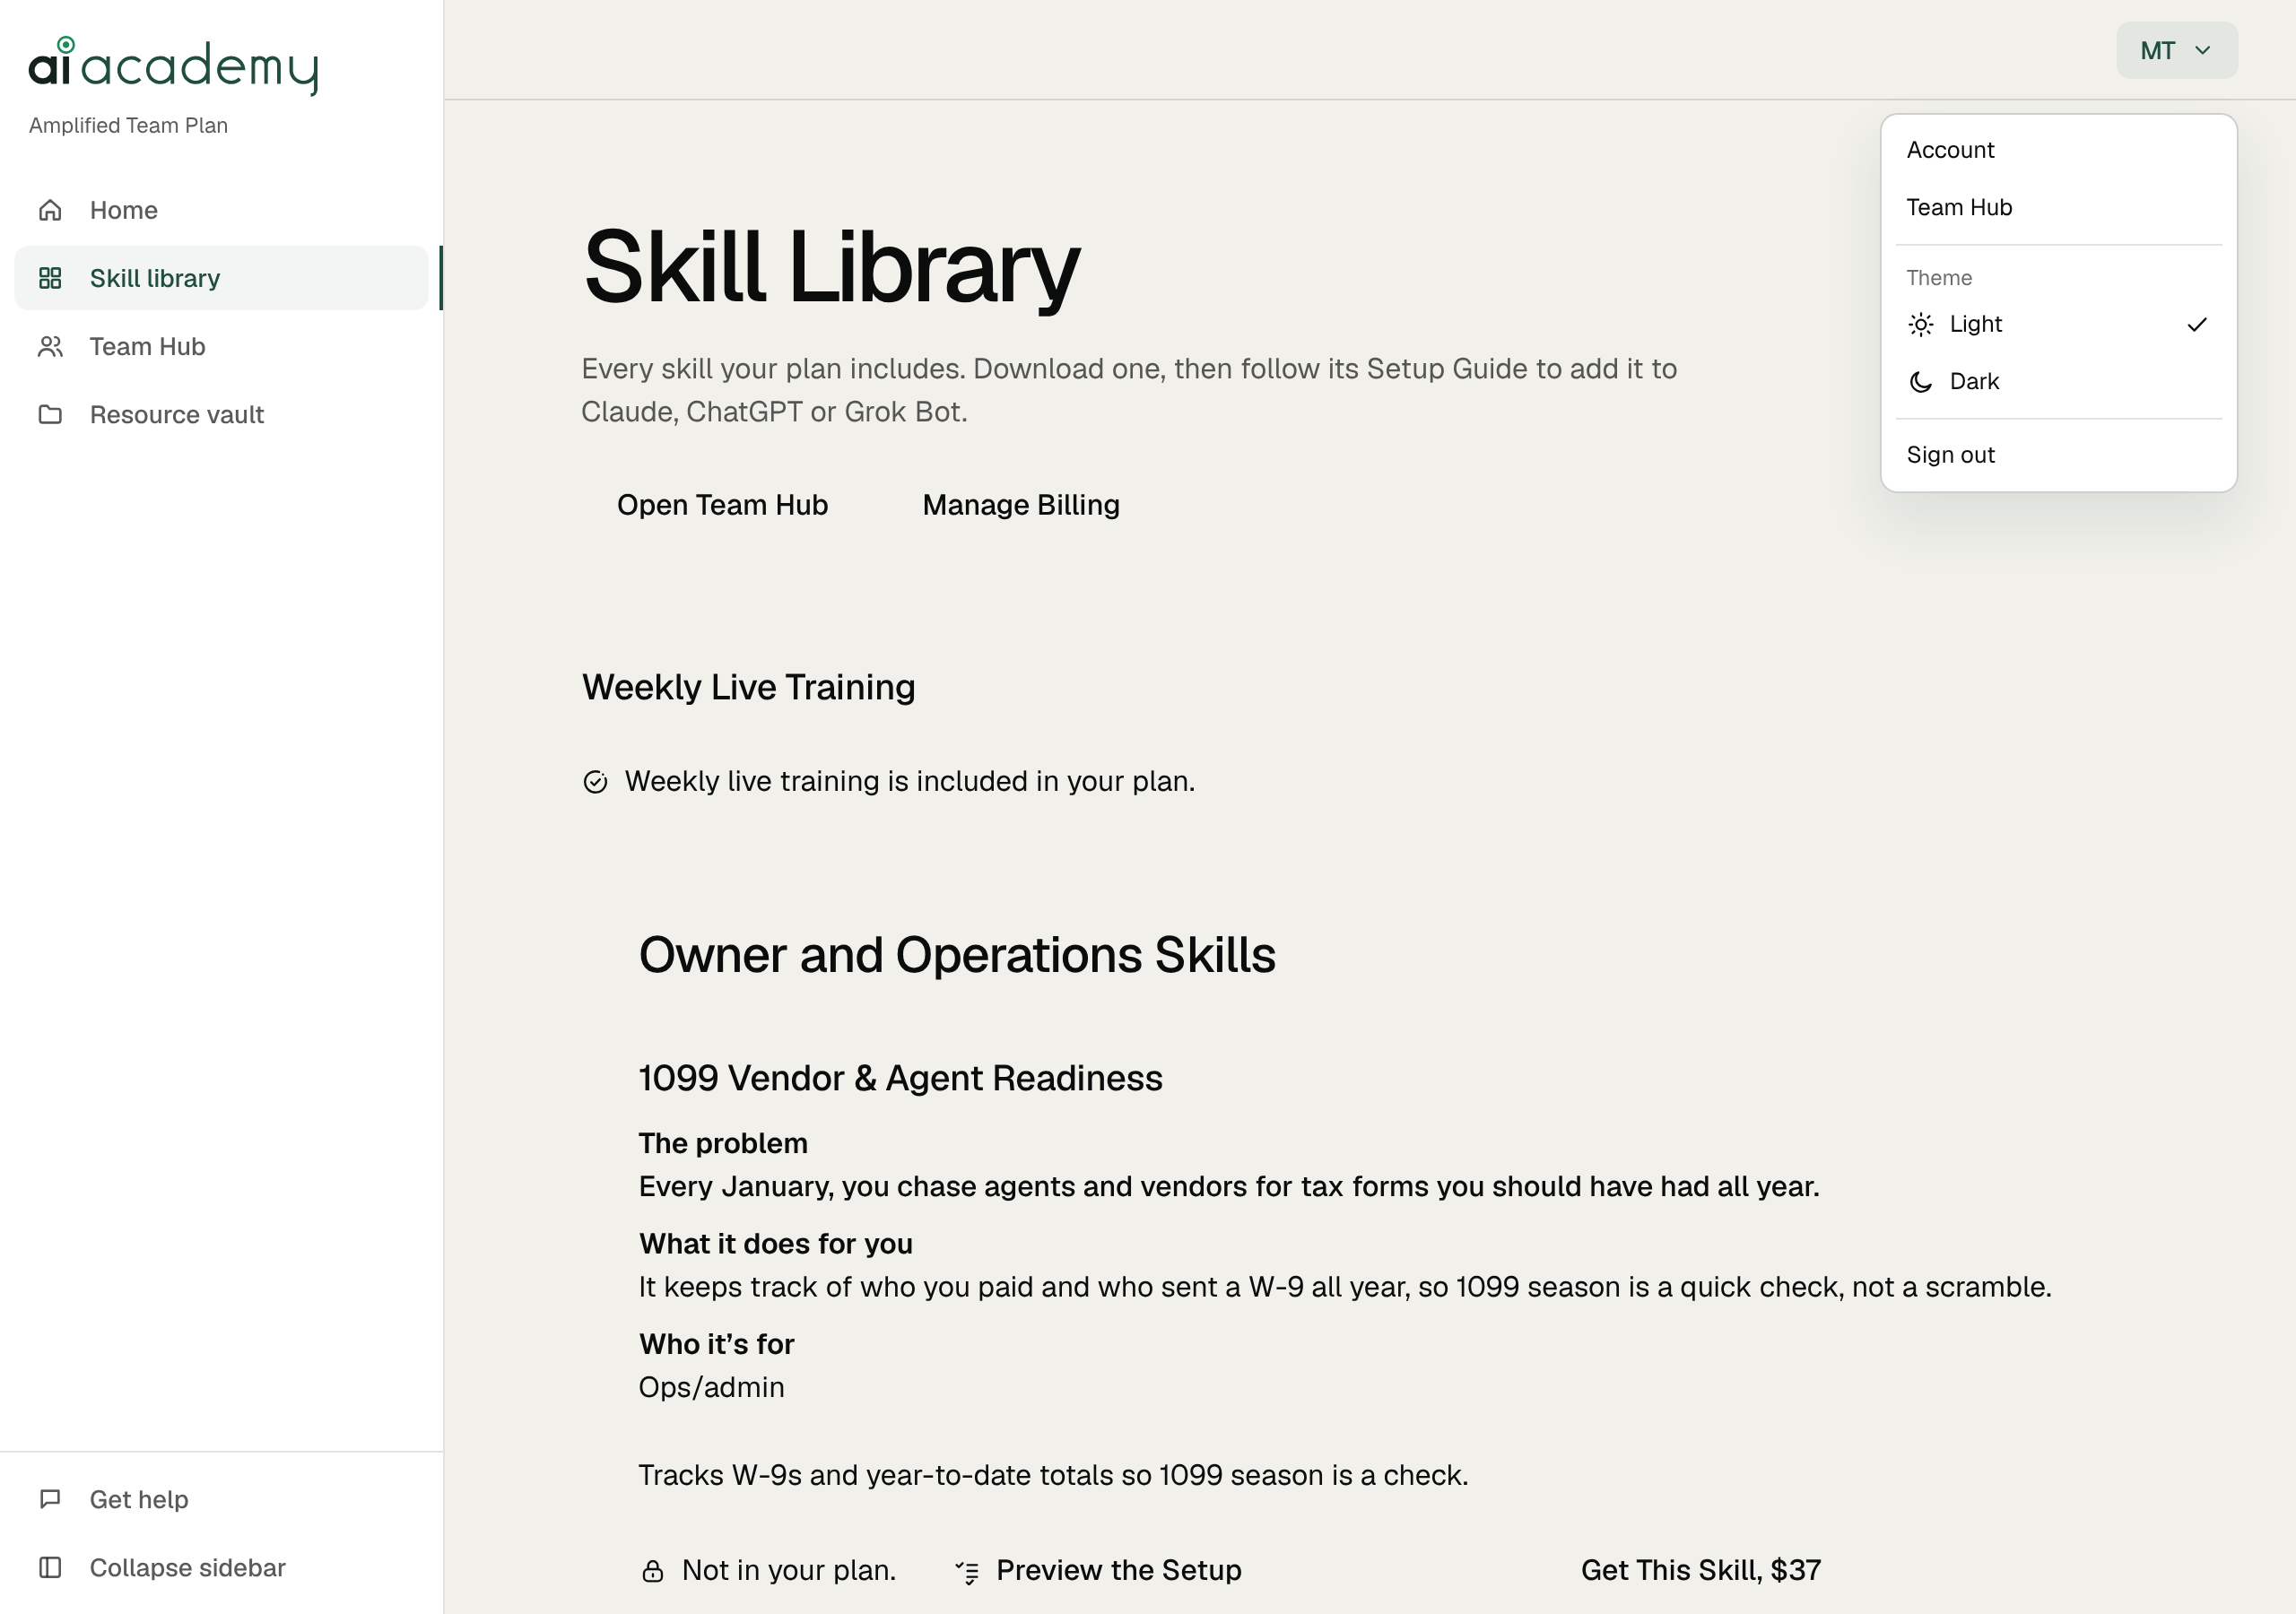 ai academy
Amplified Team Plan
Home
Skill library
Team Hub
Resource vault
Get help
Collapse sidebar
MT
Account
Team Hub
Theme
Light
Dark
Sign out
Skill Library
Every skill your plan includes. Download one, then follow its Setup Guide to add it to
Claude, ChatGPT or Grok Bot.
Open Team Hub
Manage Billing
Weekly Live Training
Weekly live training is included in your plan.
Owner and Operations Skills
1099 Vendor & Agent Readiness
The problem
Every January, you chase agents and vendors for tax forms you should have had all year.
What it does for you
It keeps track of who you paid and who sent a W-9 all year, so 1099 season is a quick check, not a scramble.
Who it’s for
Ops/admin
Tracks W-9s and year-to-date totals so 1099 season is a check.
Not in your plan.
Preview the Setup
Get This Skill, $37